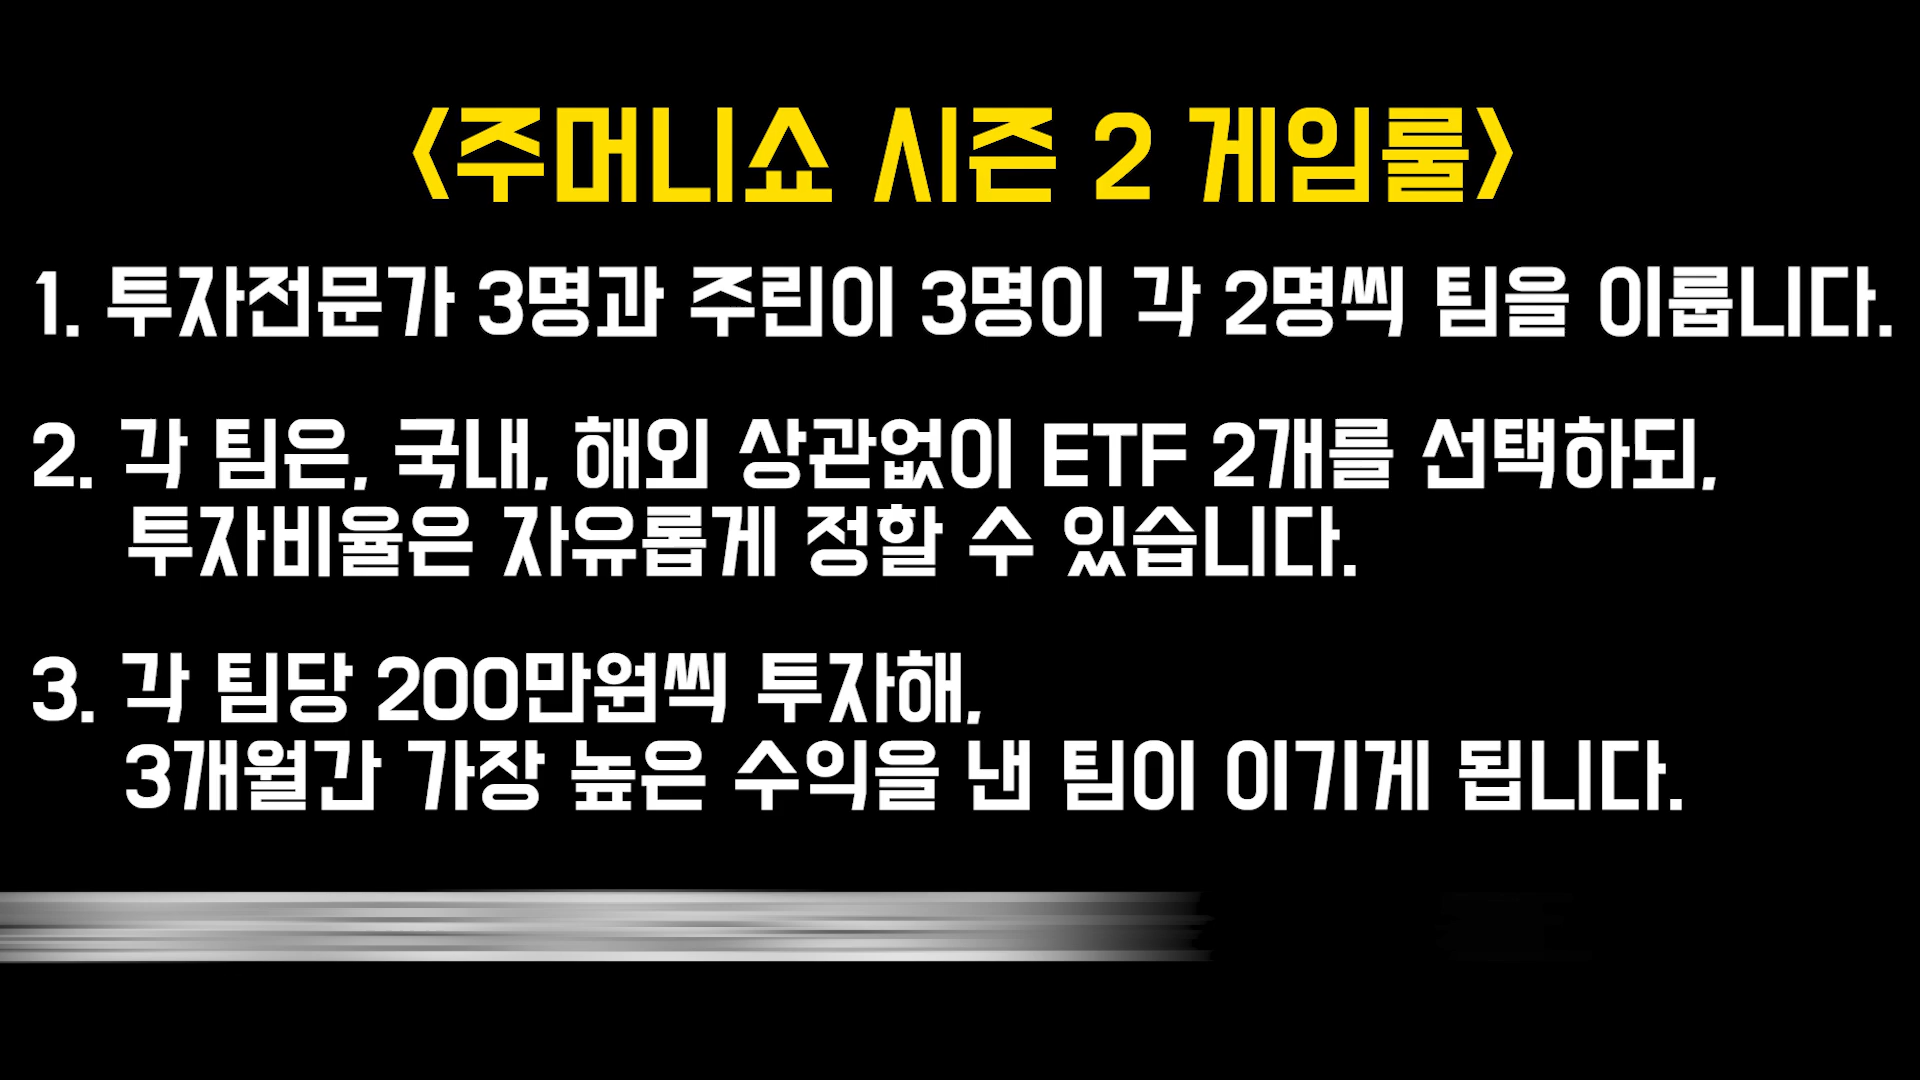 <주머니쇼 시즌 2 게임룰>
1. 투자전문가 3명과 주린이 3명이 각 2명씩 팀을 이룹니다.
2. 각 팀은, 국내, 해외 상관없이 ETF 2개를 선택하되,
투자비율은 자유롭게 정할 수 있습니다.
3. 각 팀당 200만원씩 투자해,
3개월간 가장 높은 수익을 낸 팀이 이기게 됩니다.